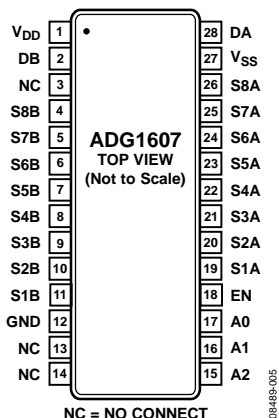 VDD 1 28 DA
DB 2 27 VSS
NC 3 26 S8A
S8B 4 25 S7A
S7B 5 24 S6A
S6B 6 23 S5A
S5B 7 22 S4A
S4B 8 21 S3A
S3B 9 20 S2A
S2B 10 19 S1A
S1B 11 18 EN
GND 12 17 A0
NC 13 16 A1
NC 14 15 A2
ADG1607
TOP VIEW
(Not to Scale)
NC = NO CONNECT
08489-005